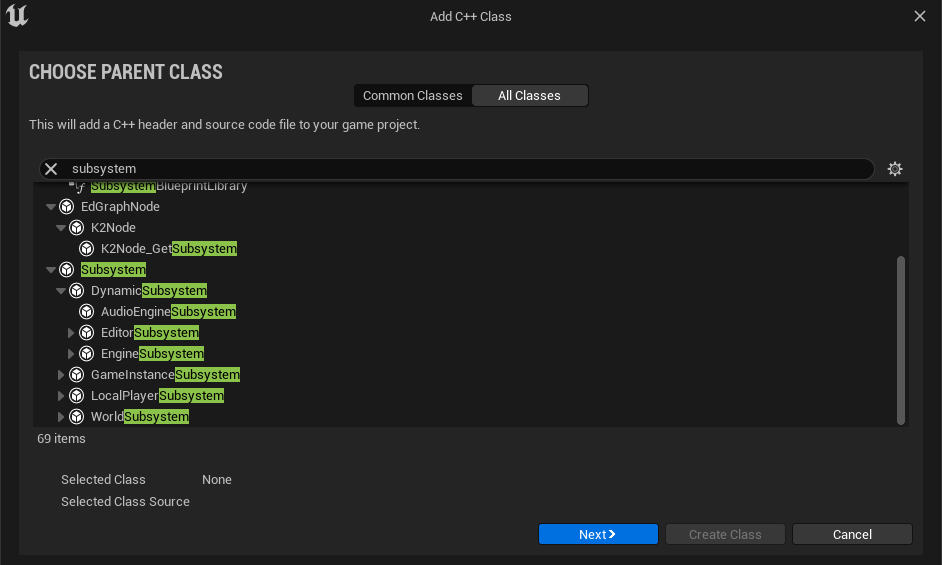 Add C++ Class
CHOOSE PARENT CLASS
Common Classes All Classes
This will add a C++ header and source code file to your game project.
subsystem
SubsystemBlueprintLibrary
EdGraphNode
K2Node
K2Node_GetSubsystem
Subsystem
DynamicSubsystem
AudioEngineSubsystem
EditorSubsystem
EngineSubsystem
GameInstanceSubsystem
LocalPlayerSubsystem
WorldSubsystem
69 items
Selected Class None
Selected Class Source
Next Create Class Cancel